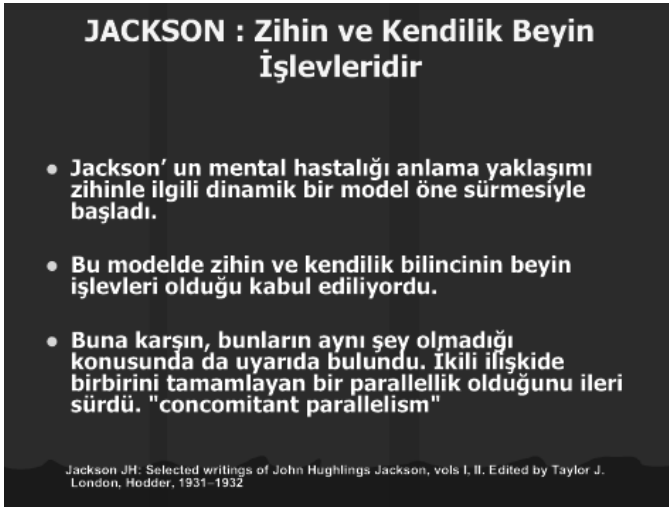 JACKSON : Zihin ve Kendilik Beyin
İşlevleridir
● Jackson' un mental hastalığı anlama yaklaşımı
zihinle ilgili dinamik bir model öne sürmesiyle
başladı.
● Bu modelde zihin ve kendilik bilincinin beyin
işlevleri olduğu kabul ediliyordu.
● Buna karşın, bunların aynı şey olmadığı
konusunda da uyarıda bulundu. İkili ilişkide
birbirini tamamlayan bir parallellik olduğunu ileri
sürdü. "concomitant parallelism"
Jackson JH: Selected writings of John Hughlings Jackson, vols I, II. Edited by Taylor J.
London, Hodder, 1931–1932